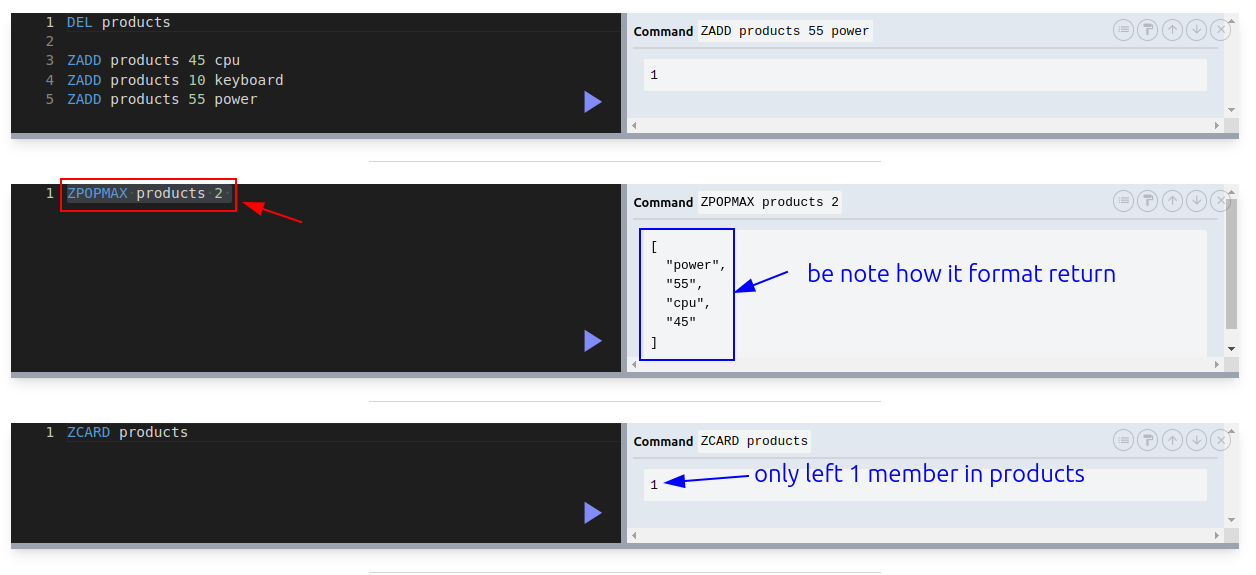 1 DEL products
2
3 ZADD products 45 cpu
4 ZADD products 10 keyboard
5 ZADD products 55 power
Command ZADD products 55 power
1
1 ZPOPMAX products 2
Command ZPOPMAX products 2
[
"power",
"55",
"cpu",
"45"
]
be note how it format return
1 ZCARD products
Command ZCARD products
1
only left 1 member in products